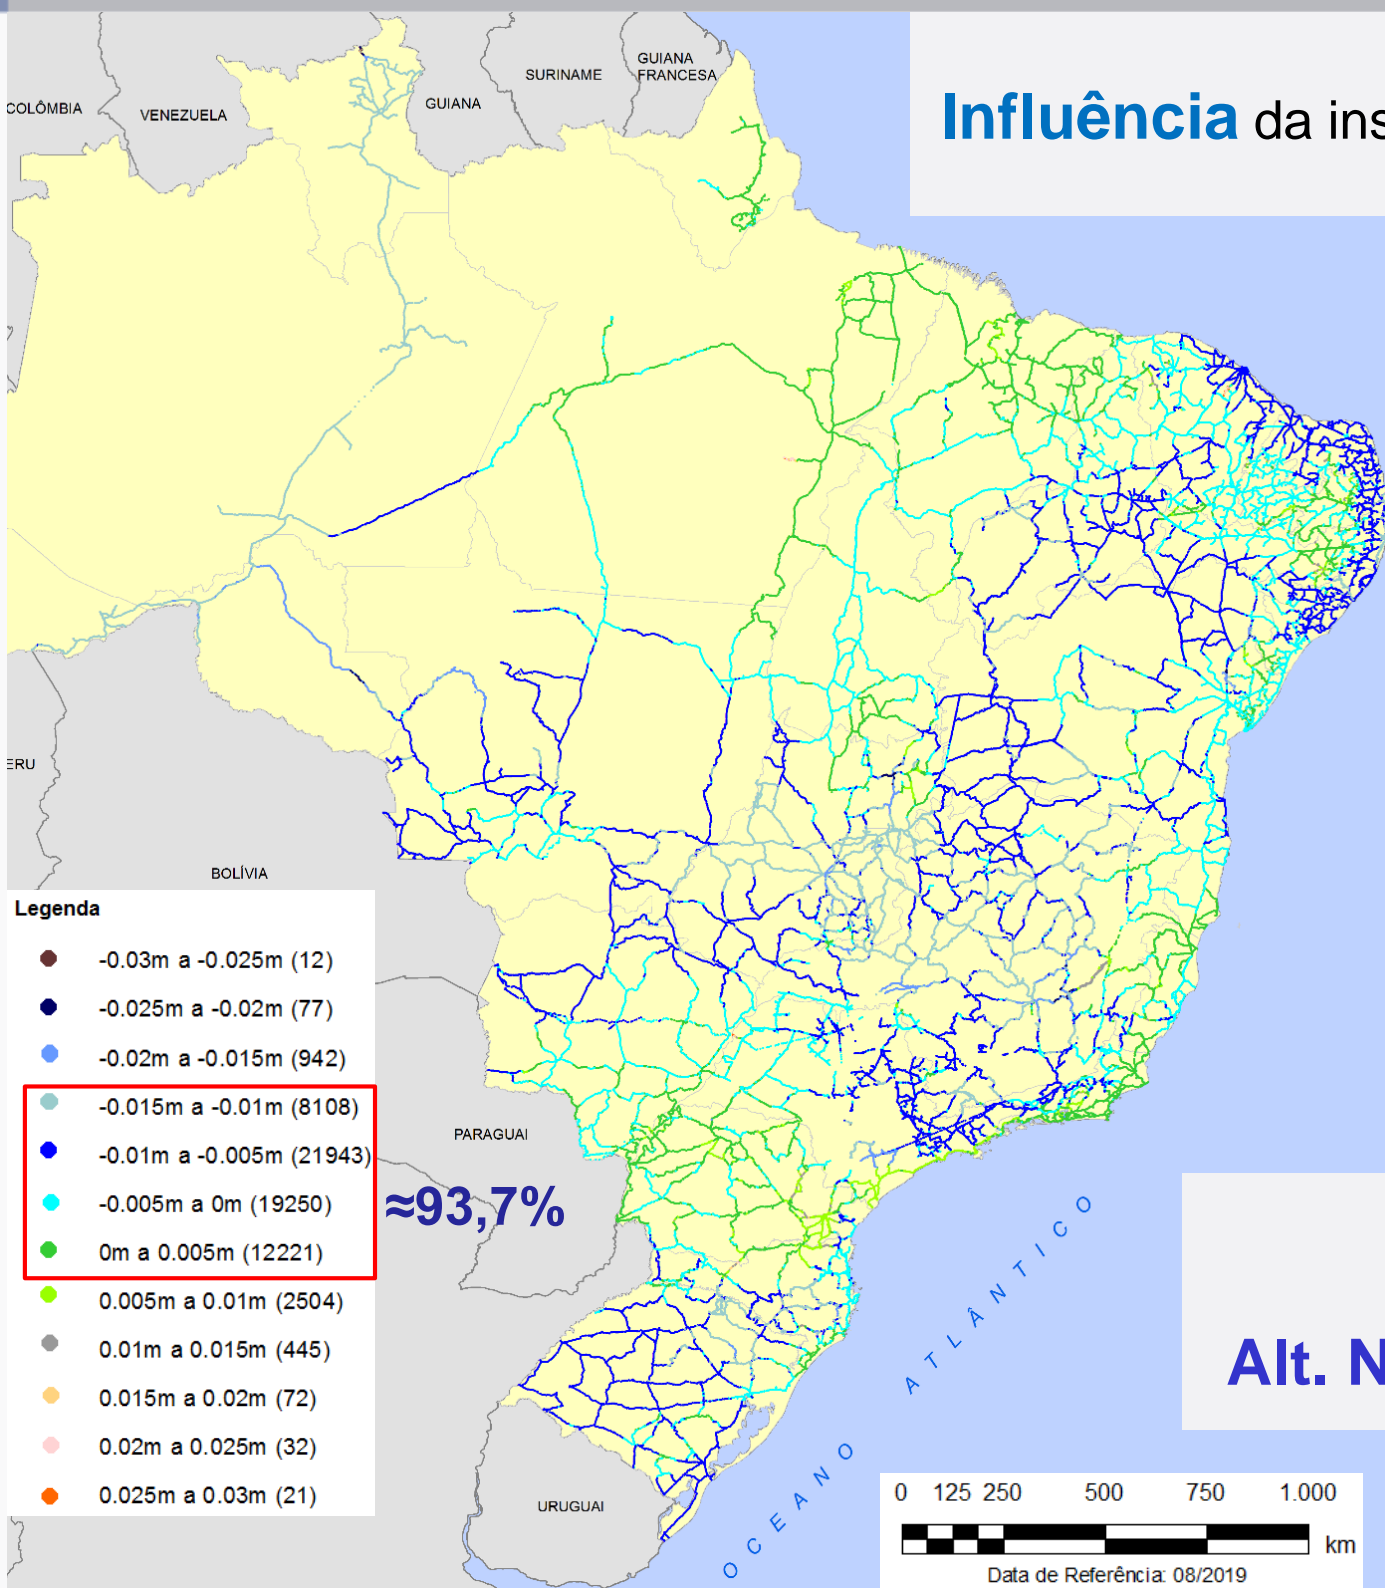 Influência da ins
COLÔMBIA
VENEZUELA
GUIANA
SURINAME
GUIANA
FRANCESA
ERU
BOLÍVIA
PARAGUAI
URUGUAI
OCEANO ATLÂNTICO
Legenda
-0.03m a -0.025m (12)
-0.025m a -0.02m (77)
-0.02m a -0.015m (942)
-0.015m a -0.01m (8108)
-0.01m a -0.005m (21943)
-0.005m a 0m (19250)
0m a 0.005m (12221)
0.005m a 0.01m (2504)
0.01m a 0.015m (445)
0.015m a 0.02m (72)
0.02m a 0.025m (32)
0.025m a 0.03m (21)
≈93,7%
Alt. N
0 125 250 500 750 1.000
km
Data de Referência: 08/2019